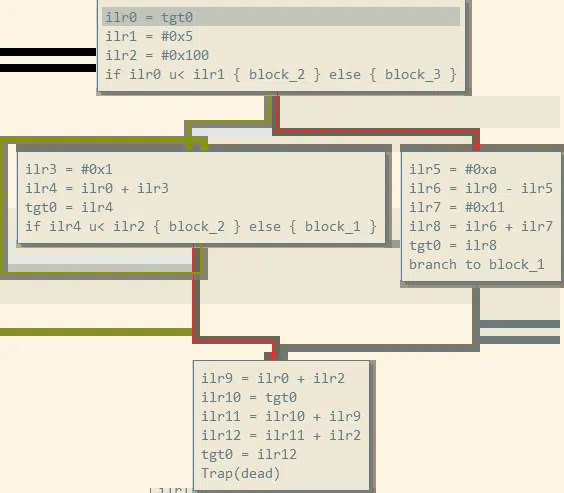 ilr0 = tgt0
ilr1 = #0x5
ilr2 = #0x100
if ilr0 u< ilr1 { block_2 } else { block_3 }
ilr3 = #0x1
ilr4 = ilr0 + ilr3
tgt0 = ilr4
if ilr4 u< ilr2 { block_2 } else { block_1 }
ilr5 = #0xa
ilr6 = ilr0 - ilr5
ilr7 = #0x11
ilr8 = ilr6 + ilr7
tgt0 = ilr8
branch to block_1
ilr9 = ilr0 + ilr2
ilr10 = tgt0
ilr11 = ilr10 + ilr9
ilr12 = ilr11 + ilr2
tgt0 = ilr12
Trap(dead)